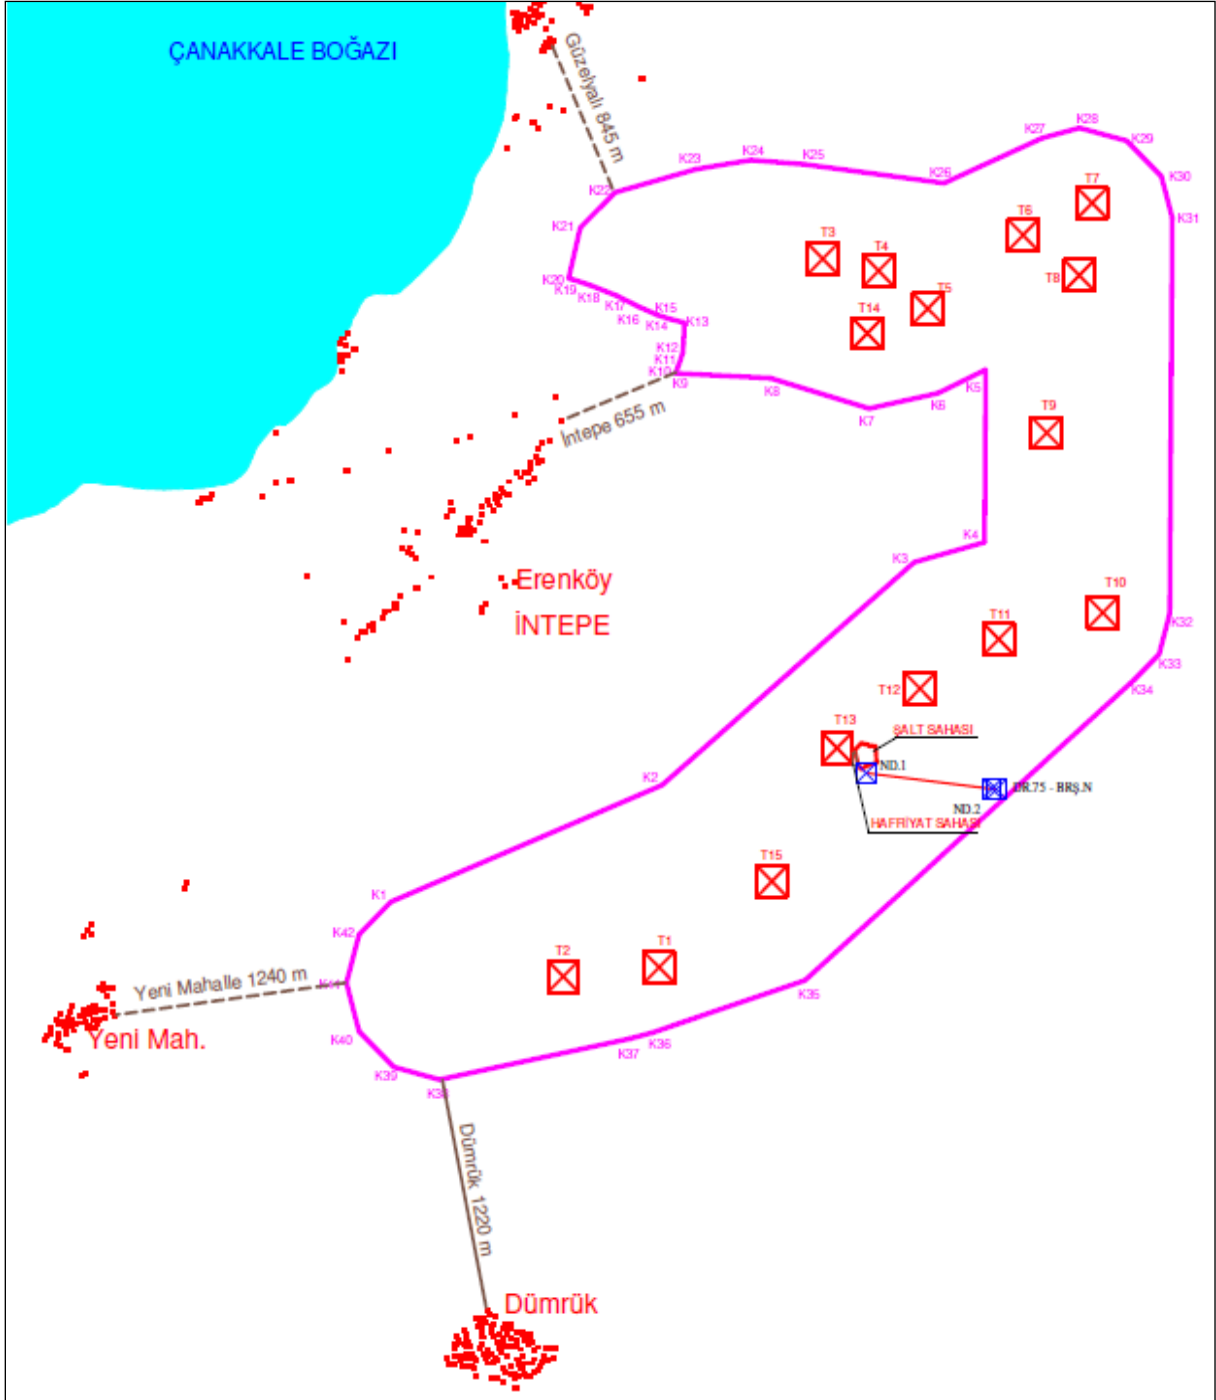 ÇANAKKALE BOĞAZI
Güzelyalı 845 m
K28
K27
K29
K24
K23
K25
K26
K30
T7
K22
K31
T6
K21
T3
T4
T8
K20
K19
K18
K17
K16
K15
K14
K13
T5
T14
K12
K11
K10
K9
K8
K5
K6
K7
İntepe 655 m
T9
K4
K3
Erenköy
İNTEPE
T10
T11
K32
K33
K34
T12
T13
ŞALT SAHASI
ND.1
K2
DR.75 - BRŞ.N
ND.2
HAFRİYAT SAHASI
T15
K1
K42
T2
T1
Yeni Mahalle 1240 m
K41
K35
Yeni Mah.
K40
K36
K37
K39
K38
Dümrük 1220 m
Dümrük